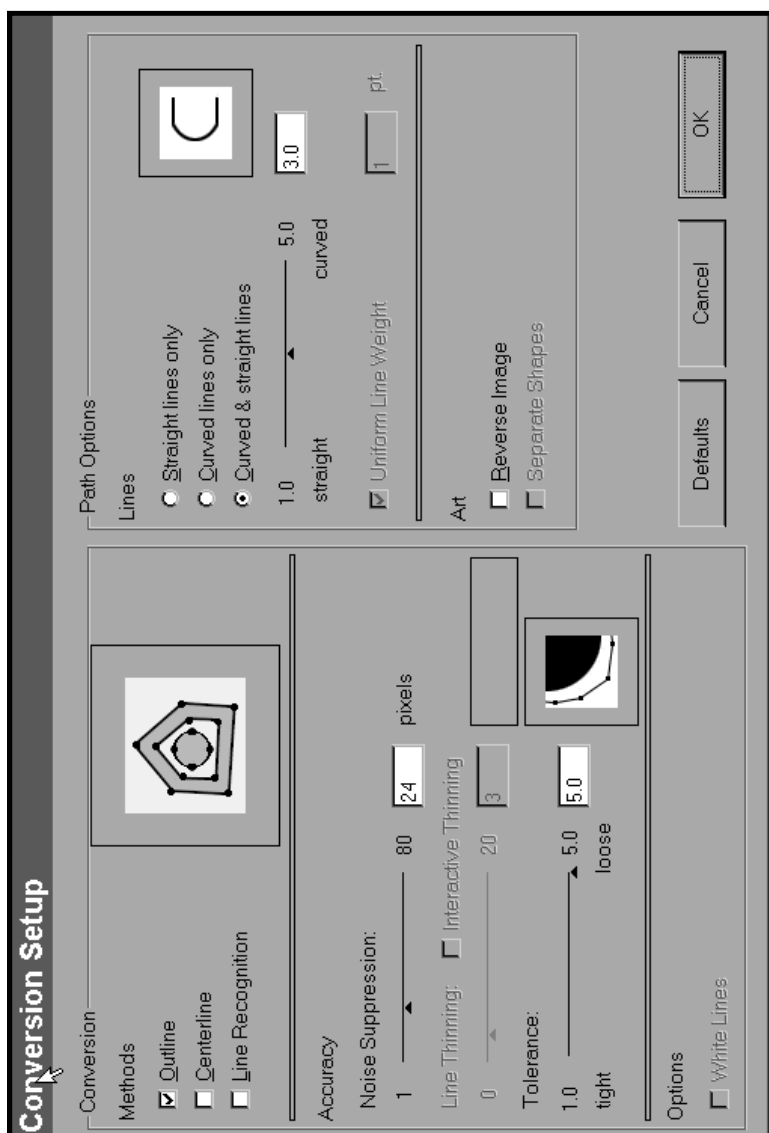 Conversion Setup
Conversion
Methods
Outline
Centerline
Line Recognition
Accuracy
Noise Suppression:
1 80 24 pixels
Line Thinning: Interactive Thinning
0 20 3
Tolerance:
1.0 5.0 5.0
tight loose
Options
White Lines
Path Options
Lines
Straight lines only
Curved lines only
Curved & straight lines
1.0 5.0 3.0
straight curved
Uniform Line Weight 1 pt.
Art
Reverse Image
Separate Shapes
Defaults Cancel OK